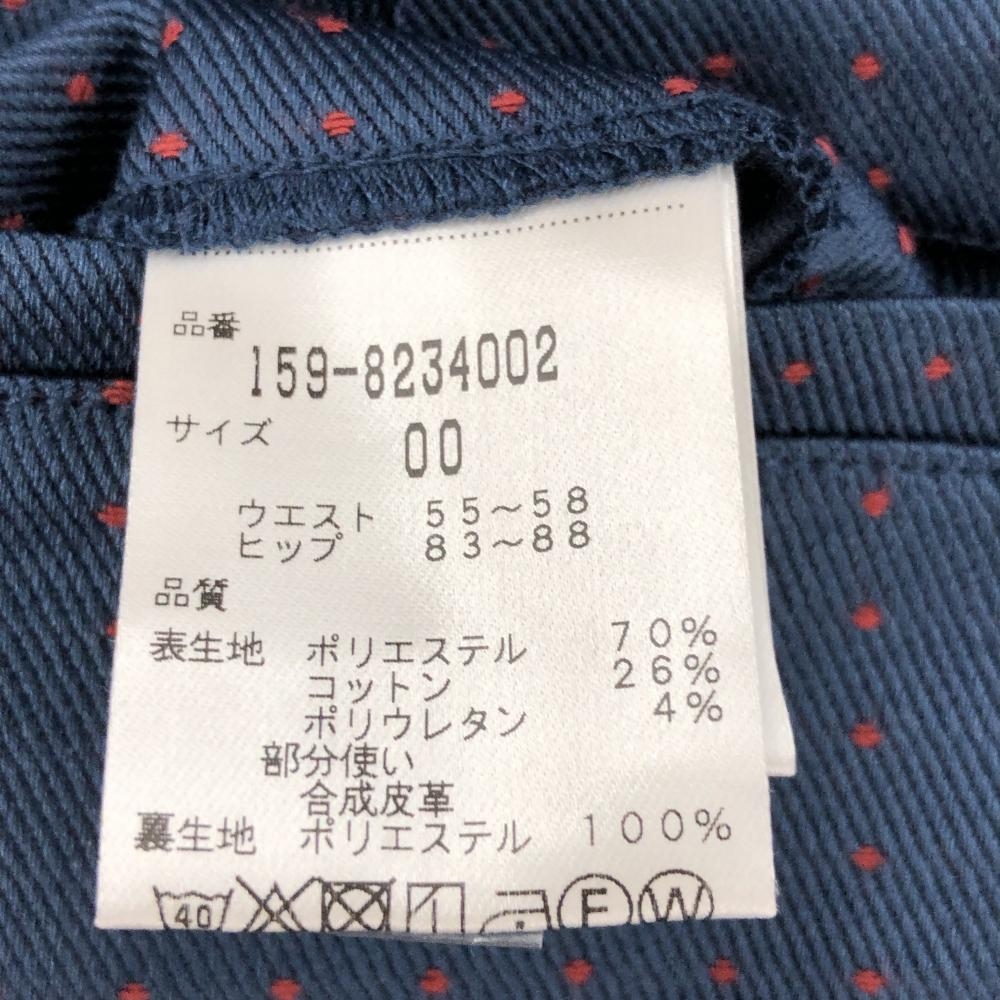 品番
159-8234002
サイズ 00
ウエスト 55～58
ヒップ 83～88
品質
表生地 ポリエステル 70%
コットン 26%
ポリウレタン 4%
部分使い
合成皮革
裏生地 ポリエステル 100%
40 F W